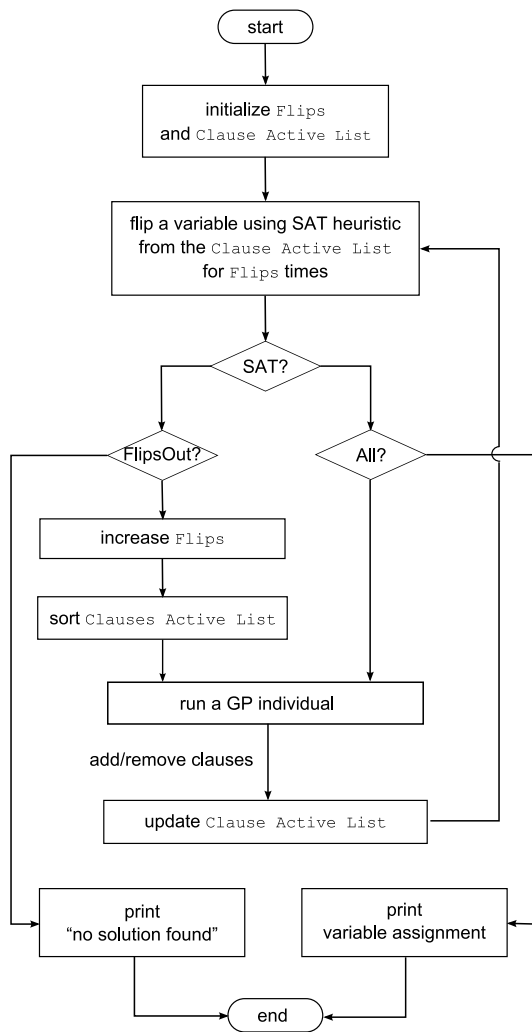 start
initialize Flips
and Clause Active List
flip a variable using SAT heuristic
from the Clause Active List
for Flips times
SAT?
FlipsOut?
All?
increase Flips
sort Clauses Active List
run a GP individual
add/remove clauses
update Clause Active List
print
“no solution found”
print
variable assignment
end